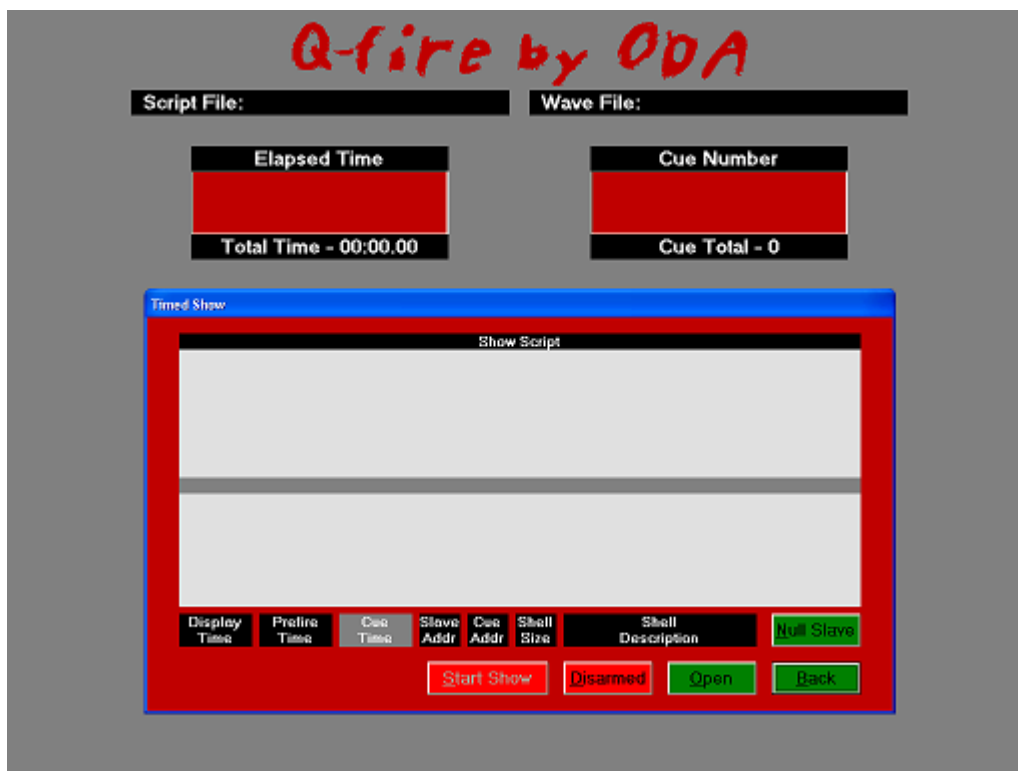 Q-fire by ODA
Script File:
Wave File:
Elapsed Time
Cue Number
Total Time - 00:00.00
Cue Total - 0
Timed Show
Show Script
Display Time
Prefire Time
Cue Time
Slave Addr
Cue Addr
Shell Size
Shell Description
Null Slave
Start Show
Disarmed
Open
Back